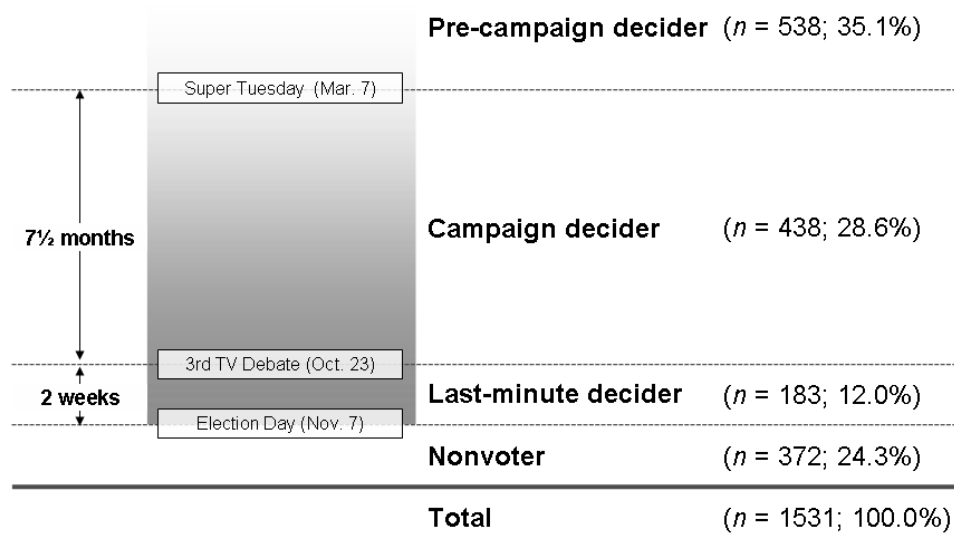 Pre-campaign decider (n = 538; 35.1%)
Super Tuesday (Mar. 7)
7½ months
Campaign decider (n = 438; 28.6%)
3rd TV Debate (Oct. 23)
2 weeks
Last-minute decider (n = 183; 12.0%)
Election Day (Nov. 7)
Nonvoter (n = 372; 24.3%)
Total (n = 1531; 100.0%)